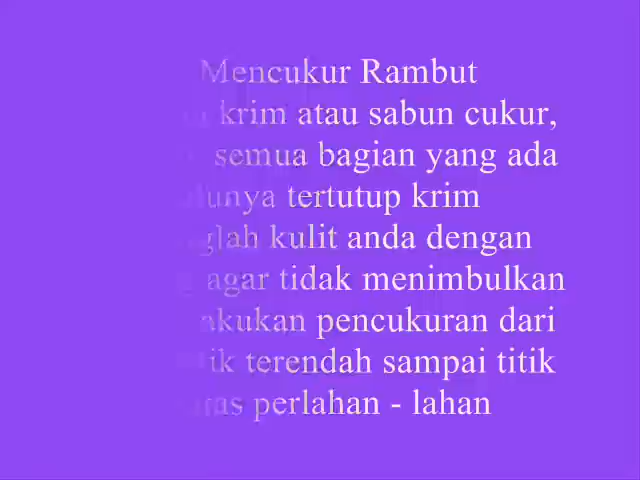 Mencukur Rambut
krim atau sabun cukur,
semua bagian yang ada
tertutup krim
kulit anda dengan
agar tidak menimbulkan
pencukuran dari
terendah sampai titik
perlahan - lahan